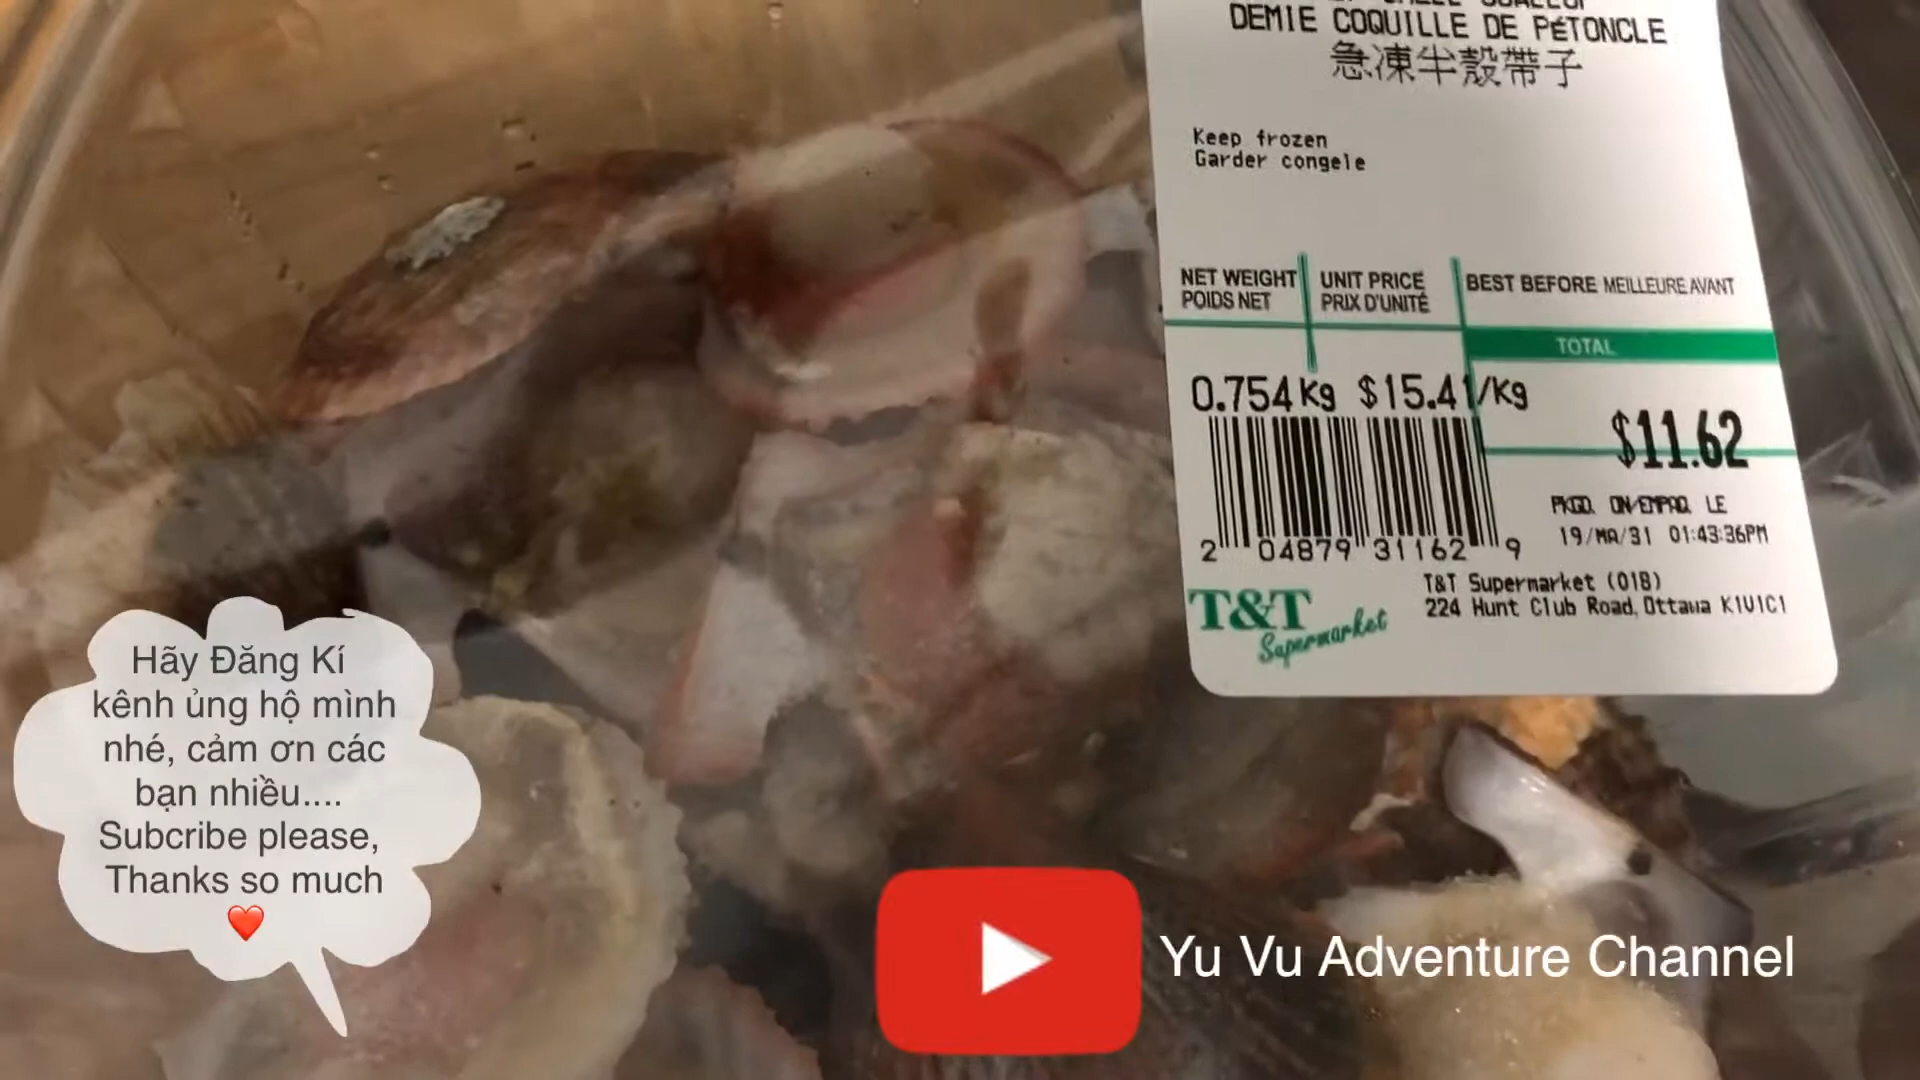 DEMIE COQUILLE DE PÉTONCLE
急凍半殼帶子
Keep frozen
Garder congele
NET WEIGHT
POIDS NET
UNIT PRICE
PRIX D'UNITÉ
BEST BEFORE MEILLEURE AVANT
TOTAL
0.754Kg $15.41/Kg
$11.62
PKGD. ON/EMPAQ. LE
19/MA/31 01:43:36PM
2 04879 31162 9
T&T Supermarket (01B)
224 Hunt Club Road, Ottawa K1V1C1
T&T
Supermarket
Hãy Đăng Kí
kênh ủng hộ mình
nhé, cảm ơn các
bạn nhiều....
Subcribe please,
Thanks so much
❤️
Yu Vu Adventure Channel